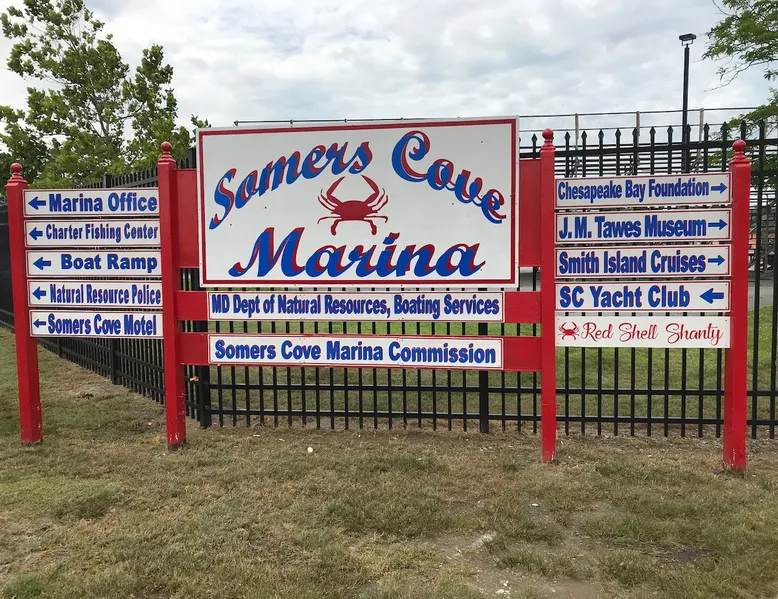 Somers Cove
Marina
MD Dept of Natural Resources, Boating Services
Somers Cove Marina Commission
← Marina Office
← Charter Fishing Center
← Boat Ramp
← Natural Resource Police
← Somers Cove Motel
Chesapeake Bay Foundation →
J. M. Tawes Museum →
Smith Island Cruises →
SC Yacht Club ←
Red Shell Shanty